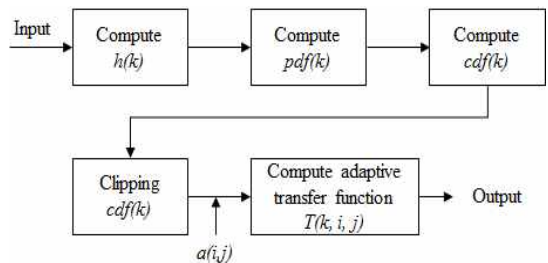 Input
Compute
h(k)
Compute
pdf(k)
Compute
cdf(k)
Clipping
cdf(k)
a(i,j)
Compute adaptive
transfer function
T(k, i, j)
Output